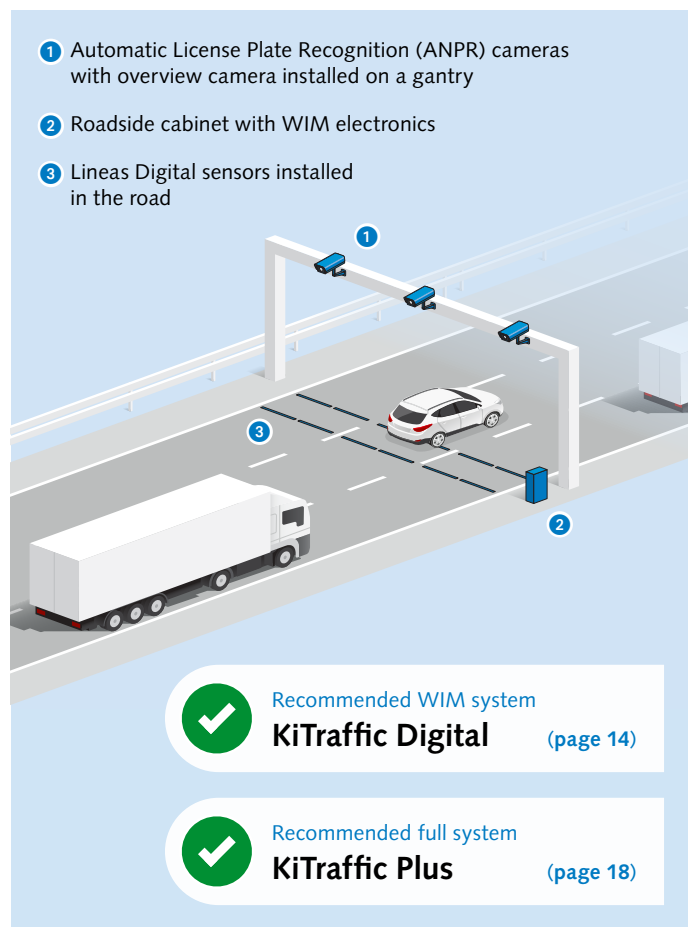 1 Automatic License Plate Recognition (ANPR) cameras
with overview camera installed on a gantry
2 Roadside cabinet with WIM electronics
3 Lineas Digital sensors installed
in the road
1
3
2
Recommended WIM system
KiTraffic Digital (page 14)
Recommended full system
KiTraffic Plus (page 18)